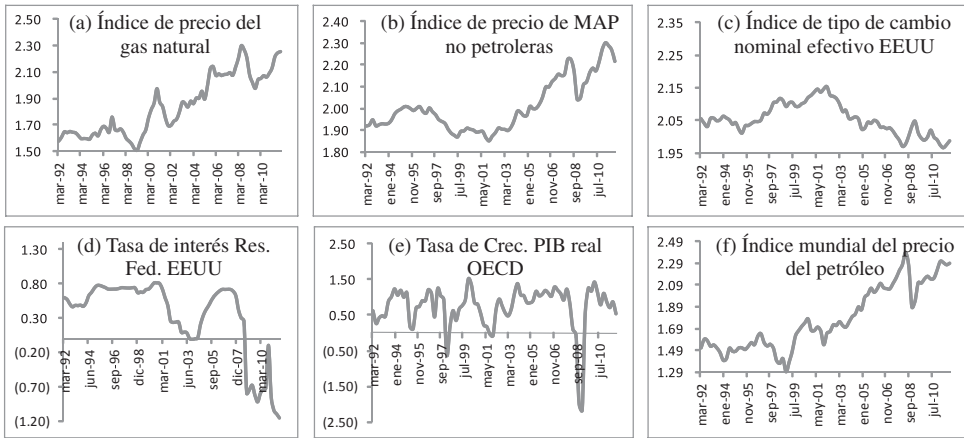 (a) Índice de precio del
gas natural
2.50
2.30
2.10
1.90
1.70
1.50
mar-92
mar-94
mar-96
mar-98
mar-00
mar-02
mar-04
mar-06
mar-08
mar-10
(b) Índice de precio de MAP
no petroleras
2.40
2.30
2.20
2.10
2.00
1.90
1.80
mar-92
ene-94
nov-95
sep-97
jul-99
may-01
mar-03
ene-05
nov-06
sep-08
jul-10
(c) Índice de tipo de cambio
nominal efectivo EEUU
2.35
2.25
2.15
2.05
1.95
mar-92
ene-94
nov-95
sep-97
jul-99
may-01
mar-03
ene-05
nov-06
sep-08
jul-10
(d) Tasa de interés Res.
Fed. EEUU
1.30
0.80
0.30
(0.20)
(0.70)
(1.20)
mar-92
jun-94
sep-96
dic-98
mar-01
jun-03
sep-05
dic-07
mar-10
(e) Tasa de Crec. PIB real
OECD
2.50
1.50
0.50
(0.50)
(1.50)
(2.50)
mar-92
ene-94
nov-95
sep-97
jul-99
may-01
mar-03
ene-05
nov-06
sep-08
jul-10
(f) Índice mundial del precio
del petróleo
2.49
2.29
2.09
1.89
1.69
1.49
1.29
mar-92
ene-94
nov-95
sep-97
jul-99
may-01
mar-03
ene-05
nov-06
sep-08
jul-10